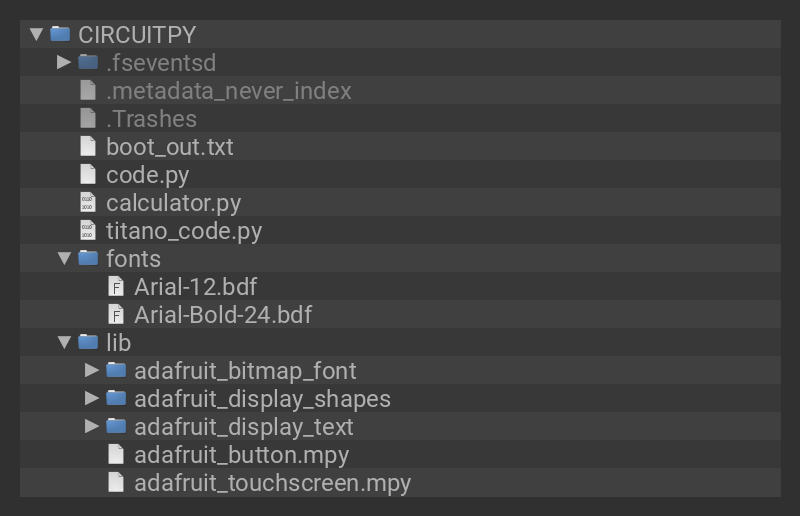 CIRCUITPY
.fseventsd
.metadata_never_index
.Trashes
boot_out.txt
code.py
calculator.py
titano_code.py
fonts
Arial-12.bdf
Arial-Bold-24.bdf
lib
adafruit_bitmap_font
adafruit_display_shapes
adafruit_display_text
adafruit_button.mpy
adafruit_touchscreen.mpy